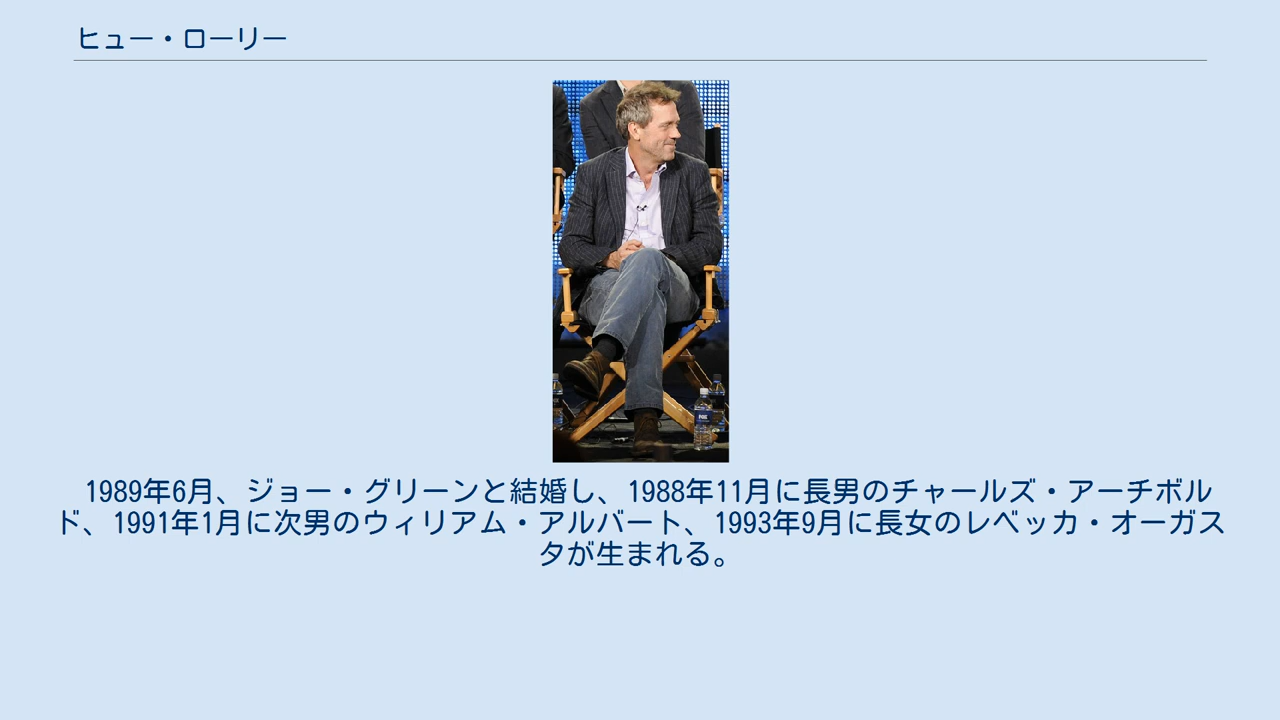 ヒュー・ローリー
1989年6月、ジョー・グリーンと結婚し、1988年11月に長男のチャールズ・アーチボル
ド、1991年1月に次男のウィリアム・アルバート、1993年9月に長女のレベッカ・オーガス
タが生まれる。